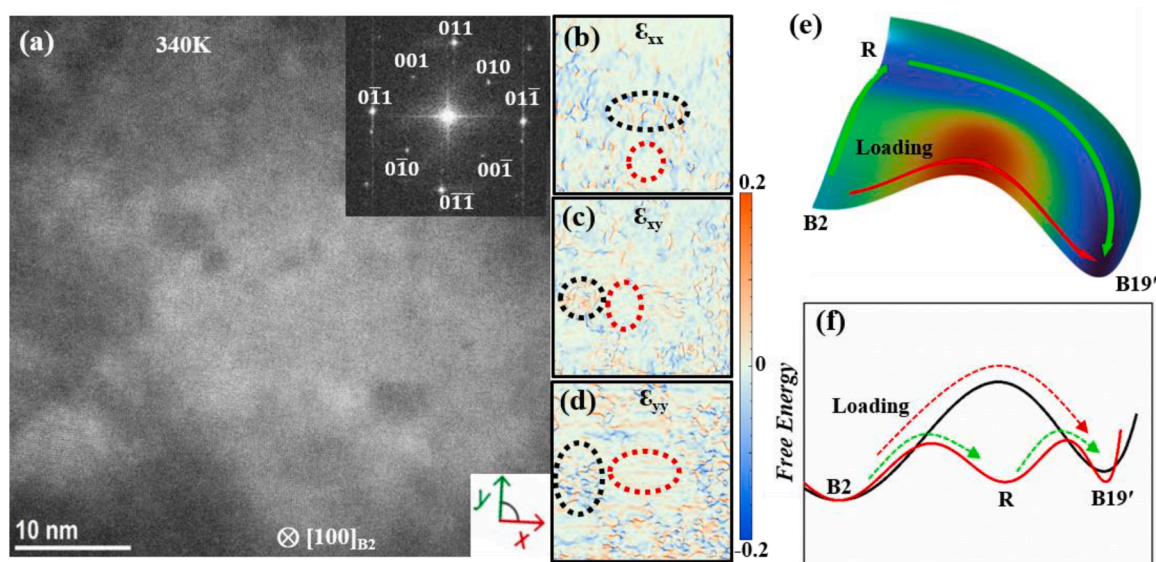 (a)
340K
011
001
010
01̄1
011̄
01̄0
001̄
01̄1̄
10 nm
⊗ [100]B2
y
x
(b)
εxx
(c)
εxy
(d)
εyy
0.2
0
-0.2
(e)
R
Loading
B2
B19′
(f)
Free Energy
Loading
B2
R
B19′